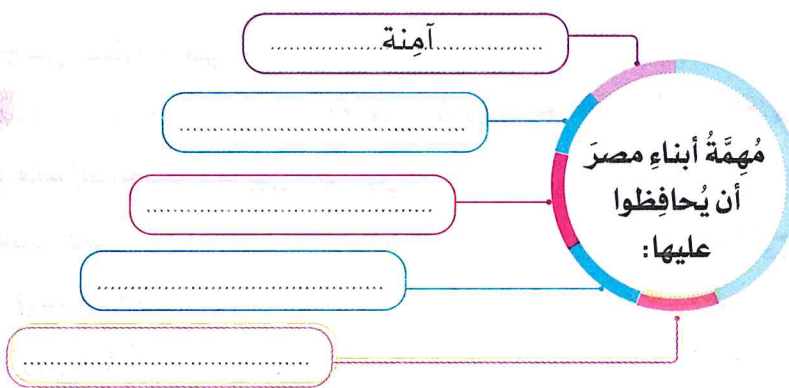 آمِنة
مُهِمَّةُ أبناءِ مصرَ
أن يُحافِظوا
عليها: